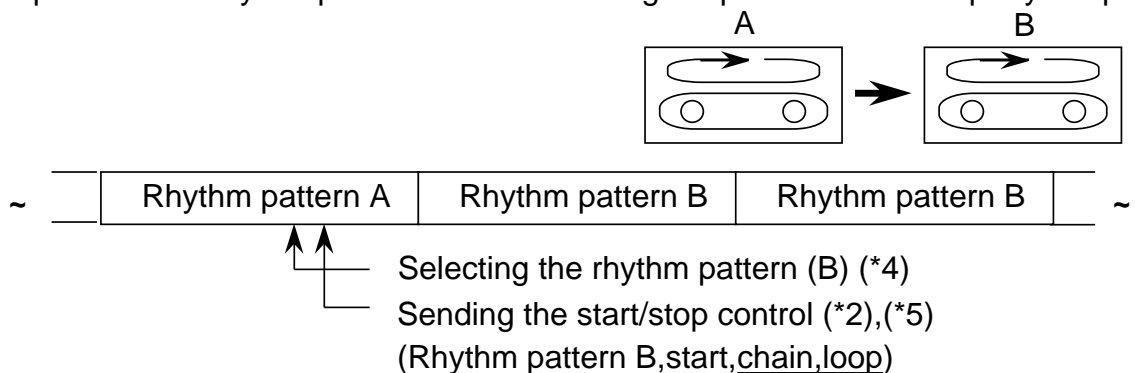 A B
~ Rhythm pattern A Rhythm pattern B Rhythm pattern B ~
Selecting the rhythm pattern (B) (*4)
Sending the start/stop control (*2),(*5)
(Rhythm pattern B,start,chain,loop)